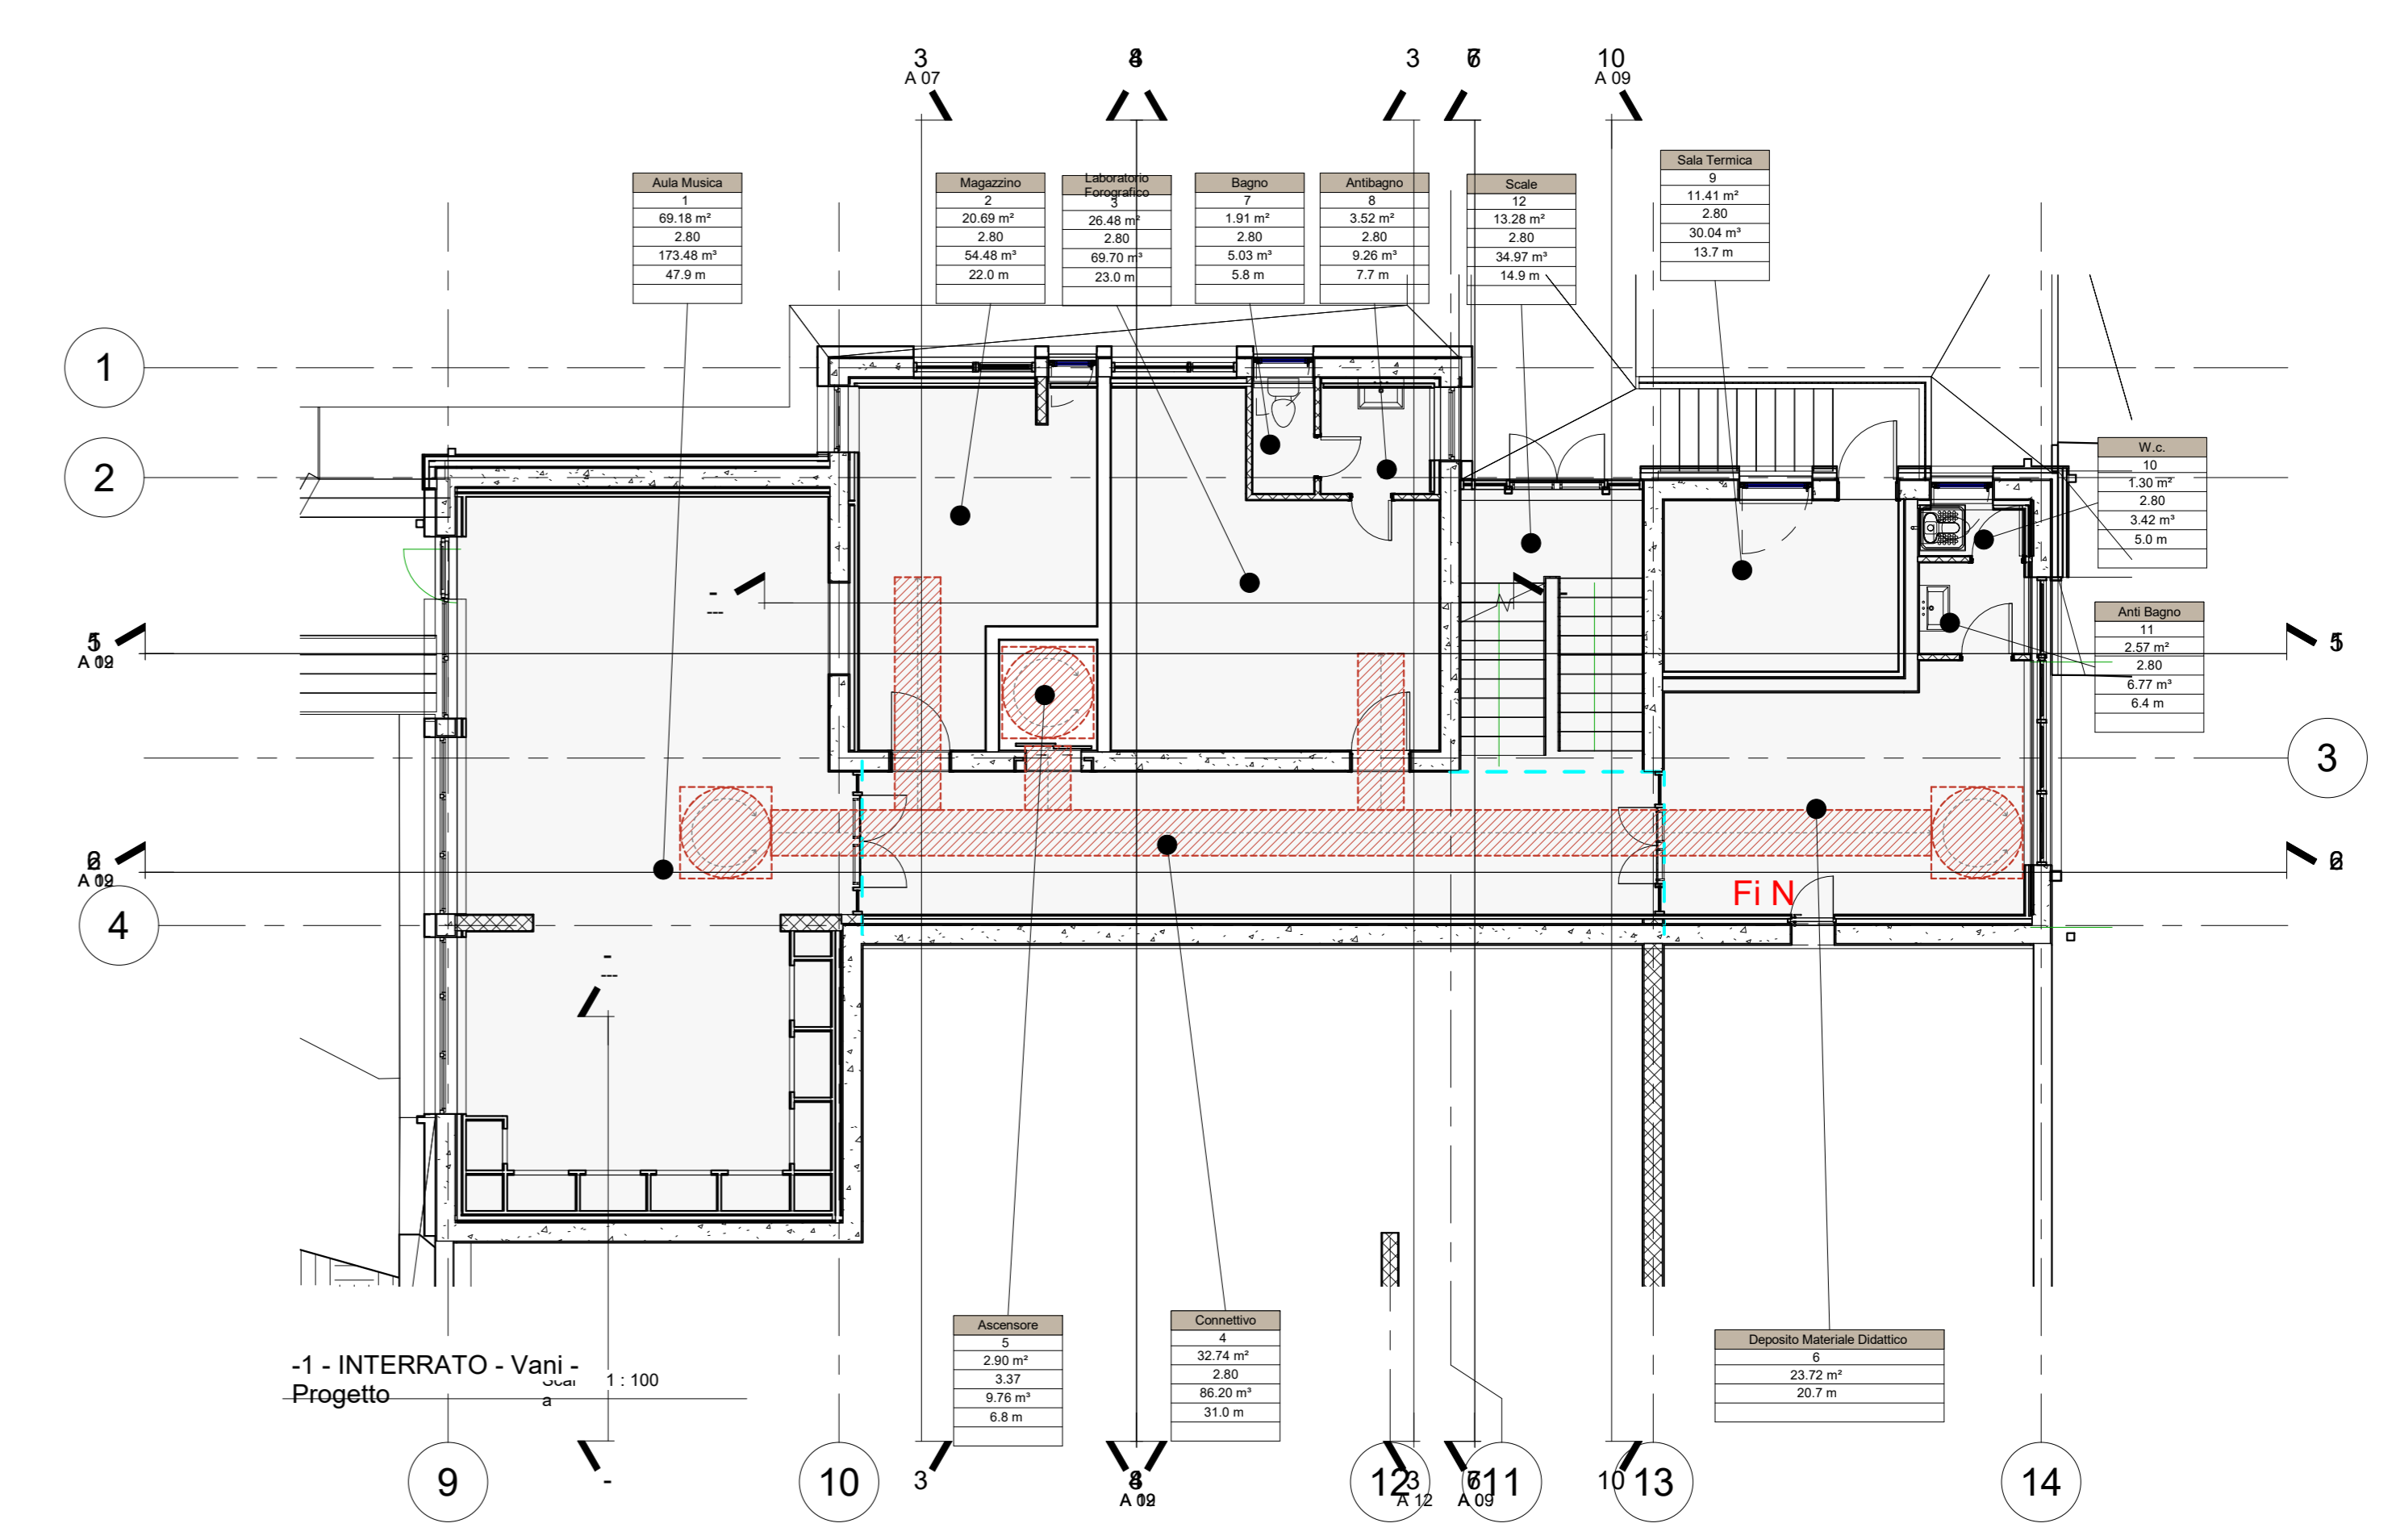 3
A 07
3
10
A 09
Aula Musica
1
69.18 m²
2.80
173.48 m³
47.9 m
Magazzino
2
20.69 m²
2.80
54.48 m³
22.0 m
Laboratorio
Forografico
3
26.48 m²
2.80
69.70 m³
23.0 m
Bagno
7
1.91 m²
2.80
5.03 m³
5.8 m
Antibagno
8
3.52 m²
2.80
9.26 m³
7.7 m
Scale
12
13.28 m²
2.80
34.97 m³
14.9 m
Sala Termica
9
11.41 m²
2.80
30.04 m³
13.7 m
1
2
W.c.
10
1.30 m²
2.80
3.42 m³
5.0 m
-
---
Anti Bagno
11
2.57 m²
2.80
6.77 m³
6.4 m
3
Fi N
4
-
---
Ascensore
5
2.90 m²
3.37
9.76 m³
6.8 m
Connettivo
4
32.74 m²
2.80
86.20 m³
31.0 m
Deposito Materiale Didattico
6
23.72 m²
20.7 m
-1 - INTERRATO - Vani -
Progetto
1 : 100
9
-
10
3
12
3
A 12
11
A 09
10
13
14